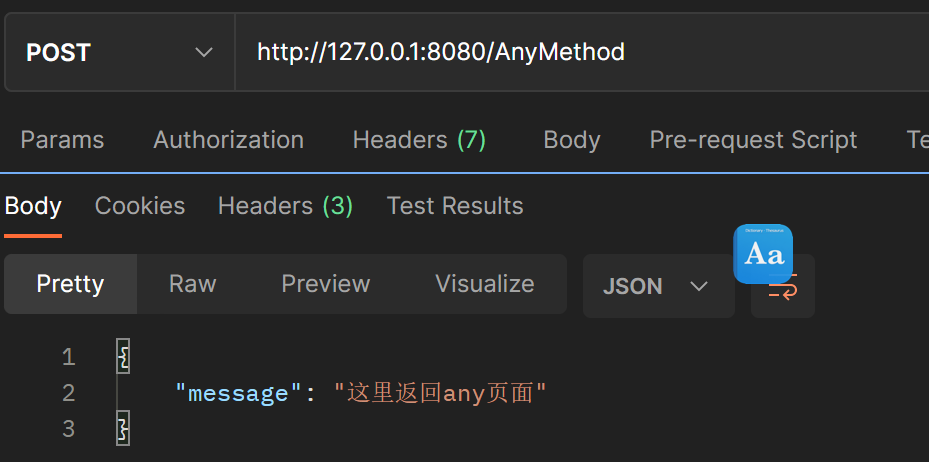 POST http://127.0.0.1:8080/AnyMethod
Params Authorization Headers (7) Body Pre-request Script Te
Body Cookies Headers (3) Test Results
Dictionary Thesaurus
Aa
Pretty Raw Preview Visualize JSON
1 {
2 "message": "这里返回any页面"
3 }